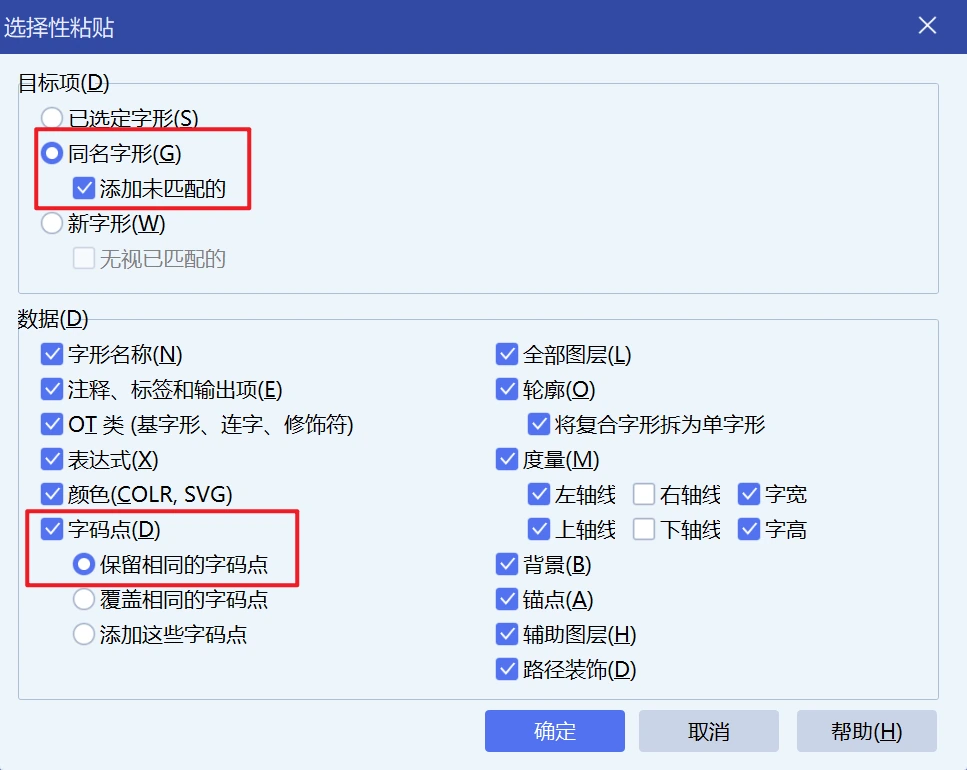 选择性粘贴
目标项(D)
已选定字形(S)
同名字形(G)
添加未匹配的
新字形(W)
无视已匹配的
数据(D)
字形名称(N)
注释、标签和输出项(E)
OT 类 (基字形、连字、修饰符)
表达式(X)
颜色(COLR, SVG)
字码点(D)
保留相同的字码点
覆盖相同的字码点
添加这些字码点
全部图层(L)
轮廓(O)
将复合字形拆为单字形
度量(M)
左轴线 右轴线 字宽
上轴线 下轴线 字高
背景(B)
锚点(A)
辅助图层(H)
路径装饰(D)
确定 取消 帮助(H)